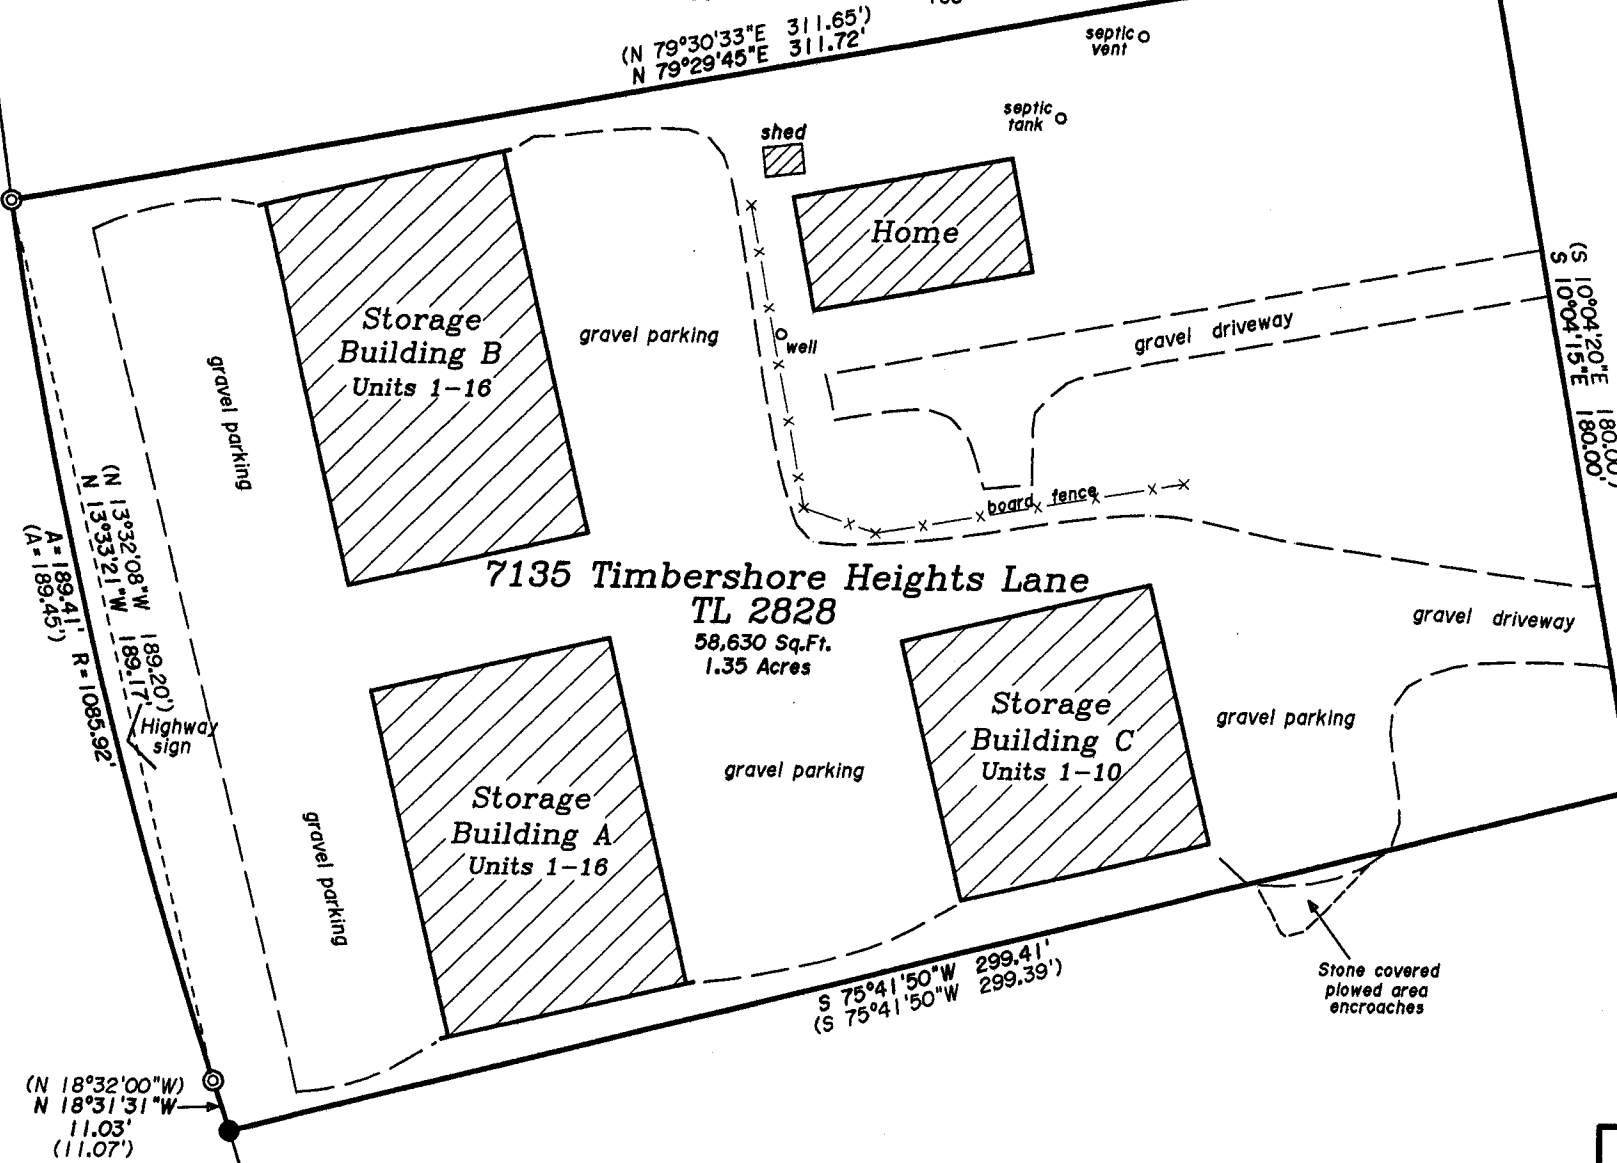 (N 79°30'33"E 311.65')
N 79°29'45"E 311.72'
septic
vent
septic
tank
shed
Home
Storage
Building B
Units 1-16
gravel parking
well
gravel driveway
(S 10°04'20"E 180.00')
S 10°04'15"E 180.00'
gravel parking
board fence
(N 13°32'08"W 189.20')
N 13°33'21"W 189.17'
A=189.41' R=1085.92'
(A=189.45')
7135 Timbershore Heights Lane
TL 2828
58,630 Sq.Ft.
1.35 Acres
gravel driveway
Highway
sign
Storage
Building C
Units 1-10
gravel parking
gravel parking
Storage
Building A
Units 1-16
gravel parking
S 75°41'50"W 299.41'
(S 75°41'50"W 299.39')
Stone covered
plowed area
encroaches
(N 18°32'00"W)
N 18°31'31"W
11.03'
(11.07')